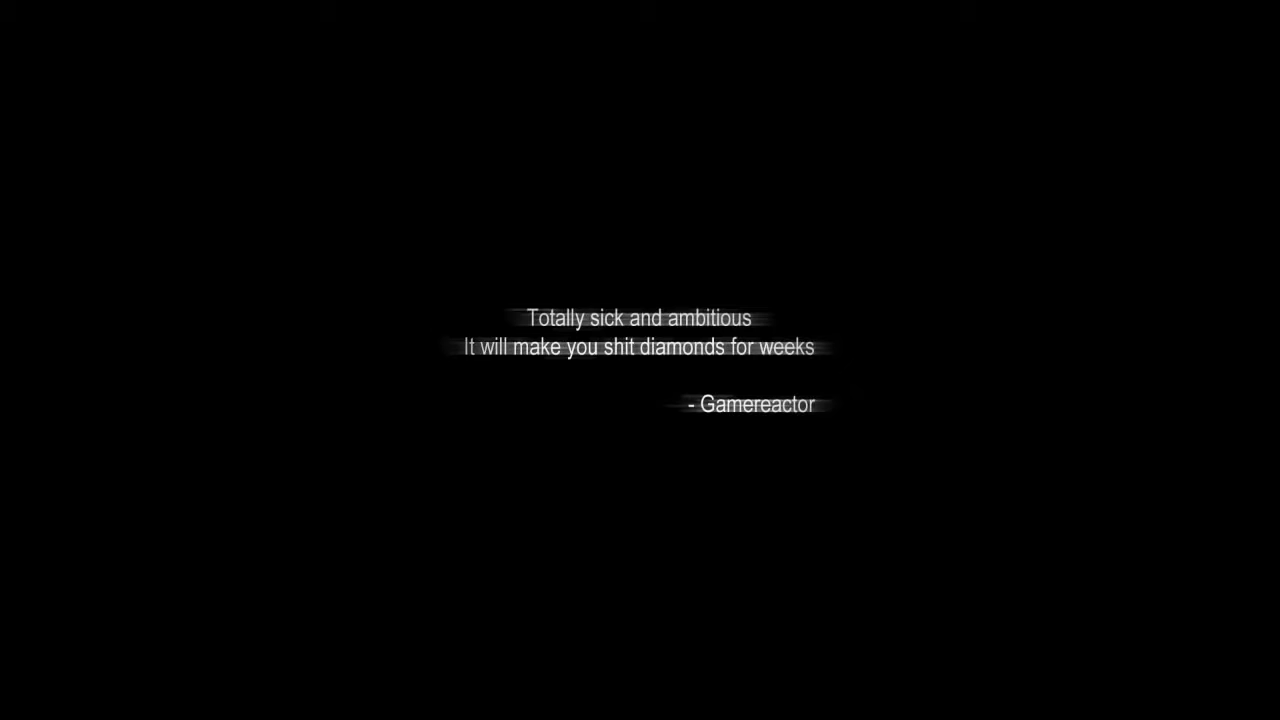 Totally sick and ambitious
It will make you shit diamonds for weeks
- Gamereactor